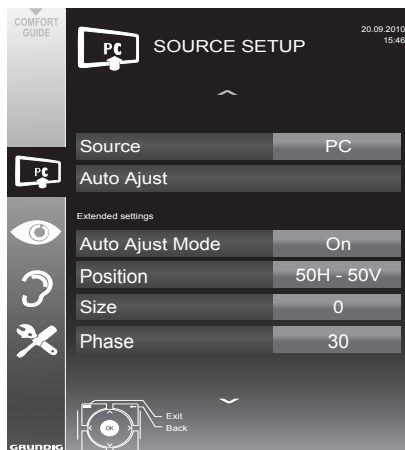 COMFORT
GUIDE
PC
SOURCE SETUP
20.09.2010
15:46
Source PC
Auto Ajust
PC
Extended settings
Auto Ajust Mode On
Position 50H - 50V
Size 0
Phase 30
Exit
Back
OK
GRUNDIG